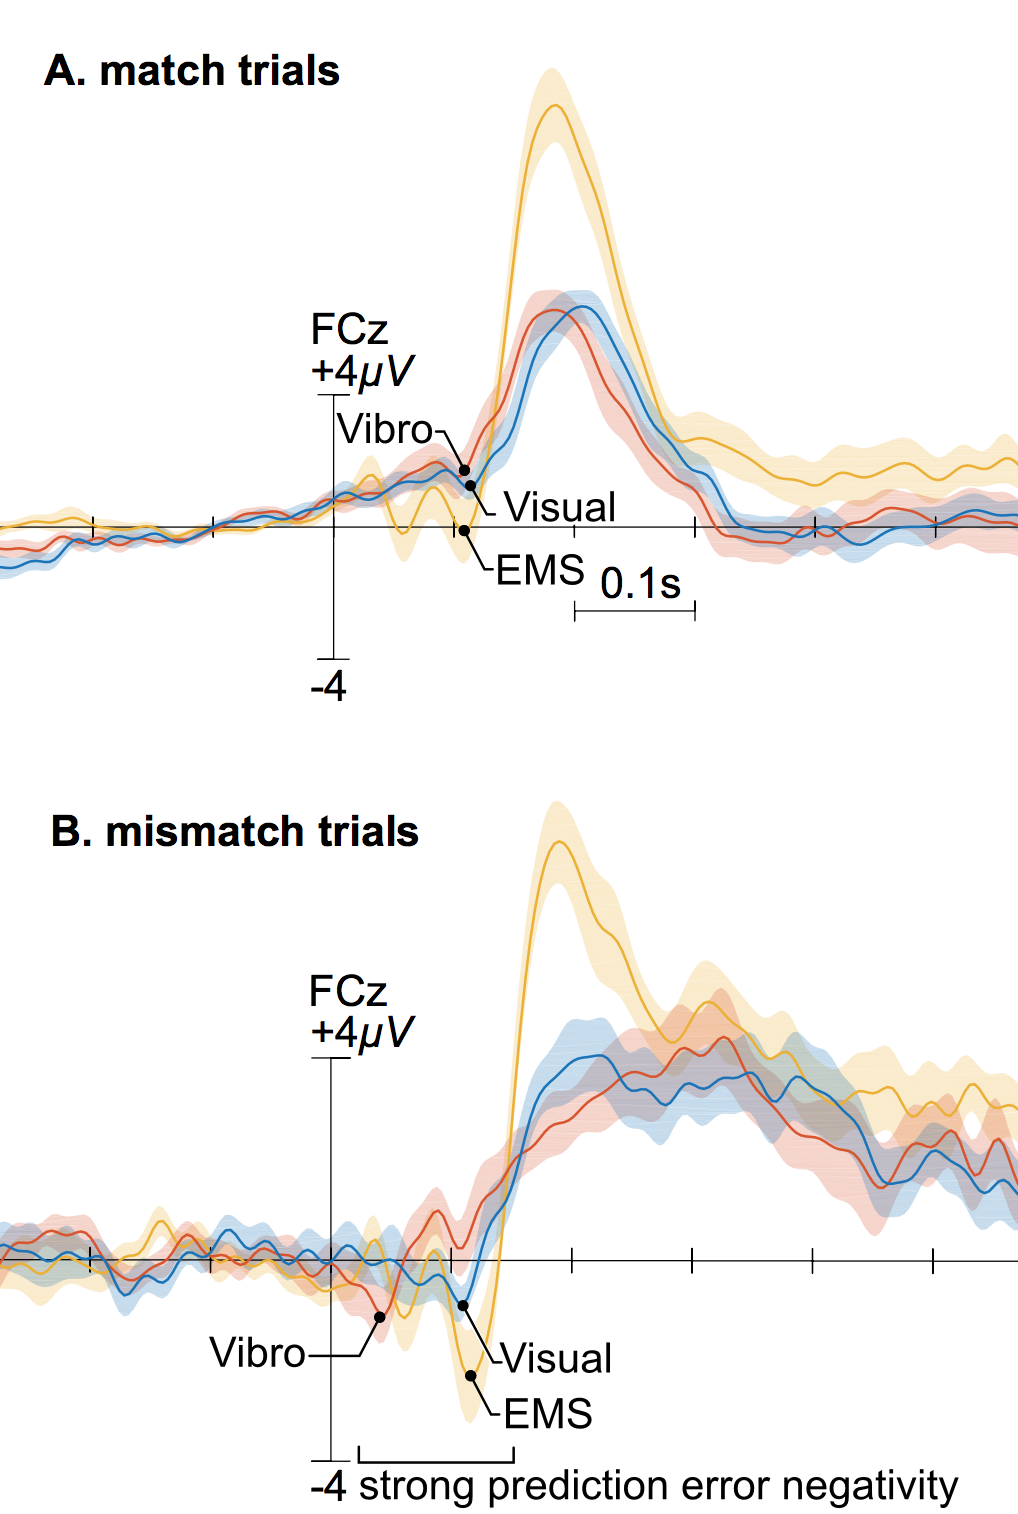 A. match trials
FCz
+4µV
Vibro
Visual
EMS
0.1s
-4
B. mismatch trials
FCz
+4µV
Vibro
Visual
EMS
-4
strong prediction error negativity